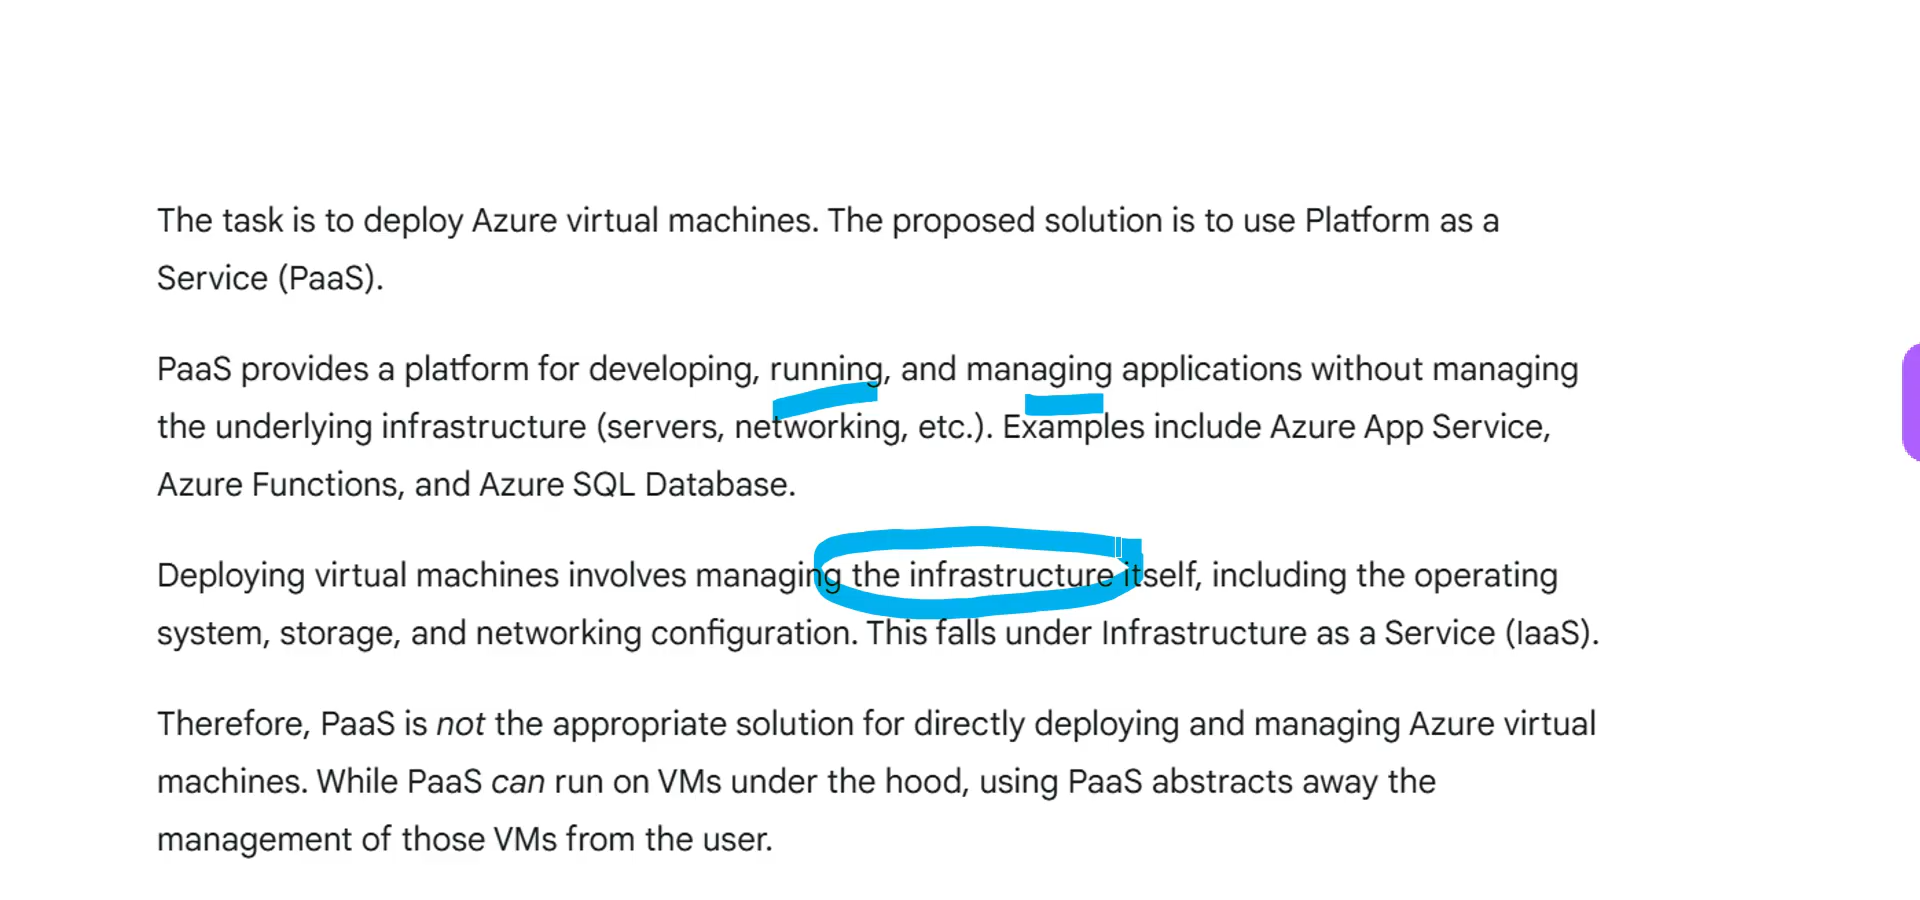 The task is to deploy Azure virtual machines. The proposed solution is to use Platform as a
Service (PaaS).
PaaS provides a platform for developing, running, and managing applications without managing
the underlying infrastructure (servers, networking, etc.). Examples include Azure App Service,
Azure Functions, and Azure SQL Database.
Deploying virtual machines involves managing the infrastructure itself, including the operating
system, storage, and networking configuration. This falls under Infrastructure as a Service (IaaS).
Therefore, PaaS is not the appropriate solution for directly deploying and managing Azure virtual
machines. While PaaS can run on VMs under the hood, using PaaS abstracts away the
management of those VMs from the user.